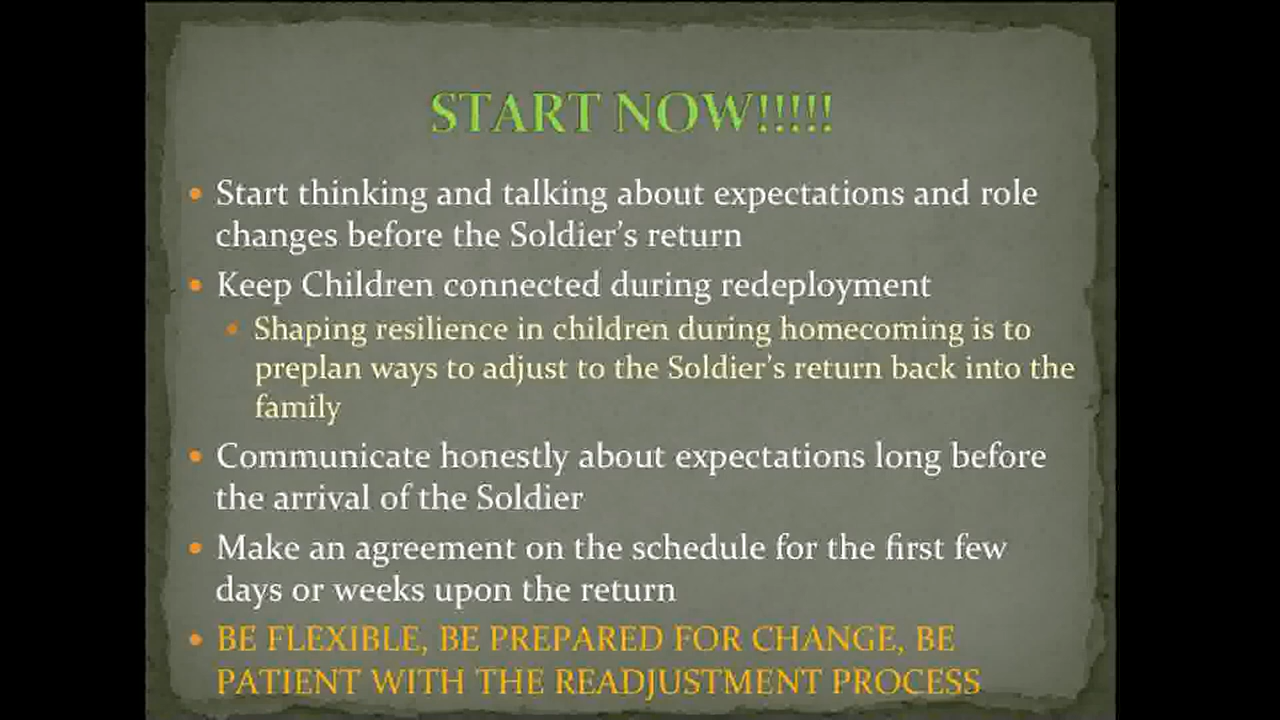 START NOW!!!!!
• Start thinking and talking about expectations and role
changes before the Soldier's return
• Keep Children connected during redeployment
• Shaping resilience in children during homecoming is to
preplan ways to adjust to the Soldier's return back into the
family
• Communicate honestly about expectations long before
the arrival of the Soldier
• Make an agreement on the schedule for the first few
days or weeks upon the return
• BE FLEXIBLE, BE PREPARED FOR CHANGE, BE
PATIENT WITH THE READJUSTMENT PROCESS